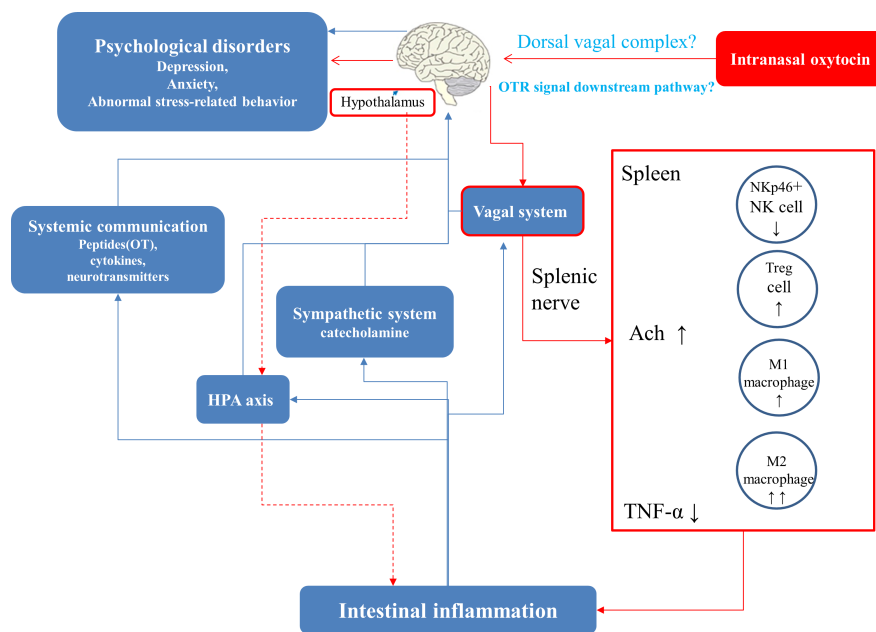 Psychological disorders
Depression,
Anxiety,
Abnormal stress-related behavior
Dorsal vagal complex?
Intranasal oxytocin
OTR signal downstream pathway?
Hypothalamus
Spleen
NKp46+
NK cell
↓
Vagal system
Systemic communication
Peptides(OT),
cytokines,
neurotransmitters
Splenic
nerve
Treg
cell
↑
Sympathetic system
catecholamine
Ach ↑
M1
macrophage
↑
HPA axis
M2
macrophage
↑↑
TNF-α↓
Intestinal inflammation